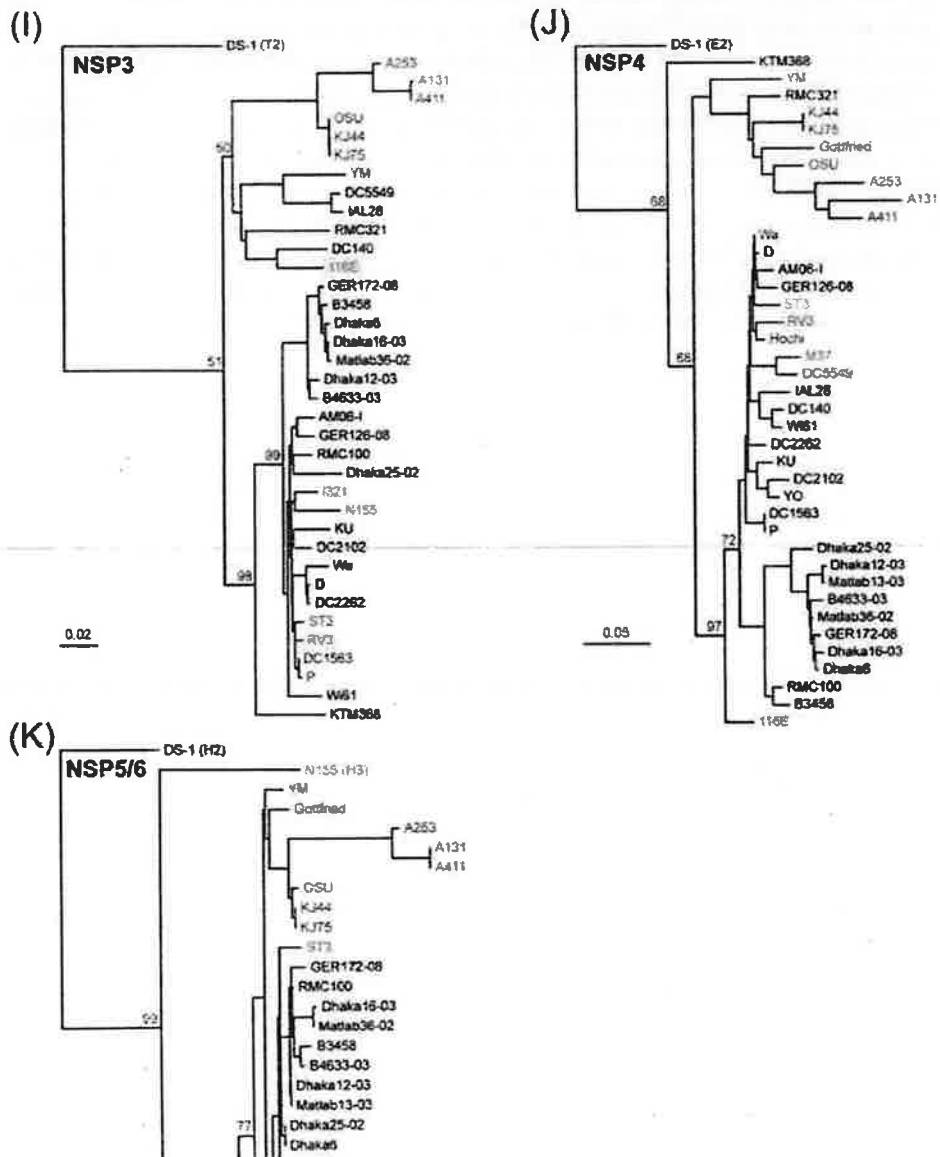 (I)
DS-1 (T2)
NSP3
A253
A131
A411
OSU
KJ44
KJ75
50
YM
DC5549
IAL28
RMC321
DC140
116E
GER172-08
B3458
Dhaka6
Dhaka16-03
Matlab36-02
51
Dhaka12-03
B4633-03
AM06-I
GER126-08
99
RMC100
Dhaka25-02
I321
N155
KU
DC2102
98
Wa
D
DC2262
ST3
0.02
RV3
DC1563
P
Wi61
KTM368
(J)
DS-1 (E2)
NSP4
KTM368
YM
RMC321
KJ44
KJ75
Gottfried
OSU
A253
68
A131
A411
Wa
D
AM06-I
GER126-08
ST3
RV3
Hochi
68
M37
DC5549
IAL28
DC140
Wi61
DC2262
KU
DC2102
YO
DC1563
P
72
Dhaka25-02
Dhaka12-03
Matlab13-03
B4633-03
Matlab36-02
0.05
97
GER172-08
Dhaka16-03
Dhaka6
RMC100
B3458
116E
(K)
DS-1 (H2)
NSP5/6
N155 (H3)
YM
Gottfried
A253
A131
A411
OSU
KJ44
KJ75
ST3
GER172-08
RMC100
Dhaka16-03
99
Matlab36-02
B3458
B4633-03
Dhaka12-03
Matlab13-03
77
Dhaka25-02
Dhaka6